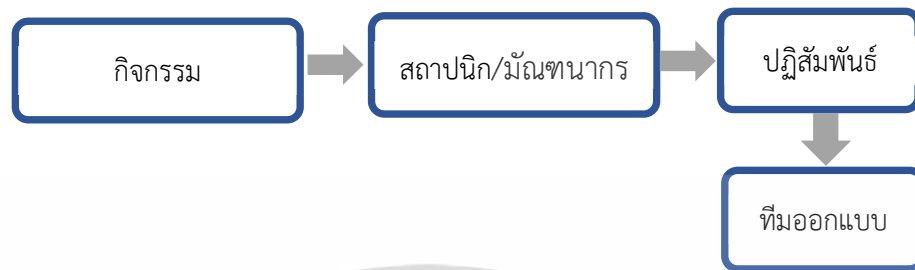 กิจกรรม
สถาปนิก/มัณฑนากร
ปฏิสัมพันธ์
ทีมออกแบบ